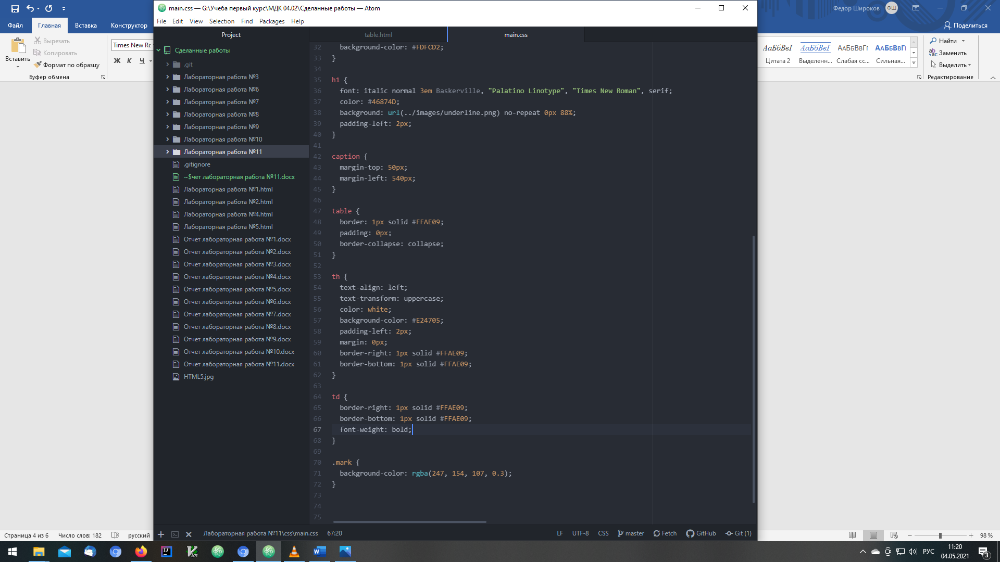 main.css — G:\Учеба первый курс\МДК 04.02\Сделанные работы — Atom
Федор Широков
ФШ
File Edit View Selection Find Packages Help
Файл
Главная
Вставка
Конструктор
Поделиться
Вставить
Вырезать
Копировать
Формат по образцу
Буфер обмена
Times New Rc
Ж К Ч
АаБбВвІ
АаБбВвІ
ААБбВвГг
ААБбВвГг
Цитата 2
Выделенн...
Слабая сс...
Сильная...
Найти
Заменить
Выделить
Редактирование
Project
Сделанные работы
.git
Лабораторная работа №3
Лабораторная работа №6
Лабораторная работа №7
Лабораторная работа №8
Лабораторная работа №9
Лабораторная работа №10
Лабораторная работа №11
.gitignore
~$чет лабораторная работа №11.docx
Лабораторная работа №1.html
Лабораторная работа №2.html
Лабораторная работа №4.html
Лабораторная работа №5.html
Отчет лабораторная работа №1.docx
Отчет лабораторная работа №2.docx
Отчет лабораторная работа №3.docx
Отчет лабораторная работа №4.docx
Отчет лабораторная работа №5.docx
Отчет лабораторная работа №6.docx
Отчет лабораторная работа №7.docx
Отчет лабораторная работа №8.docx
Отчет лабораторная работа №9.docx
Отчет лабораторная работа №10.docx
Отчет лабораторная работа №11.docx
HTML5.jpg
table.html
main.css
32 background-color: #FDFCD2;
33 }
34
35 h1 {
36 font: italic normal 3em Baskerville, "Palatino Linotype", "Times New Roman", serif;
37 color: #46874D;
38 background: url(../images/underline.png) no-repeat 0px 88%;
39 padding-left: 2px;
40 }
41
42 caption {
43 margin-top: 50px;
44 margin-left: 540px;
45 }
46
47 table {
48 border: 1px solid #FFAE09;
49 padding: 0px;
50 border-collapse: collapse;
51 }
52
53 th {
54 text-align: left;
55 text-transform: uppercase;
56 color: white;
57 background-color: #E24705;
58 padding-left: 2px;
59 margin: 0px;
60 border-right: 1px solid #FFAE09;
61 border-bottom: 1px solid #FFAE09;
62 }
63
64 td {
65 border-right: 1px solid #FFAE09;
66 border-bottom: 1px solid #FFAE09;
67 font-weight: bold;
68 }
69
70 .mark {
71 background-color: rgba(247, 154, 107, 0.3);
72 }
73
74
75
Лабораторная работа №11\css\main.css 67:20
LF UTF-8 CSS master Fetch GitHub Git (1)
Страница 4 из 6 Число слов: 182 русский
98 %
РУС
11:20
04.05.2021
3